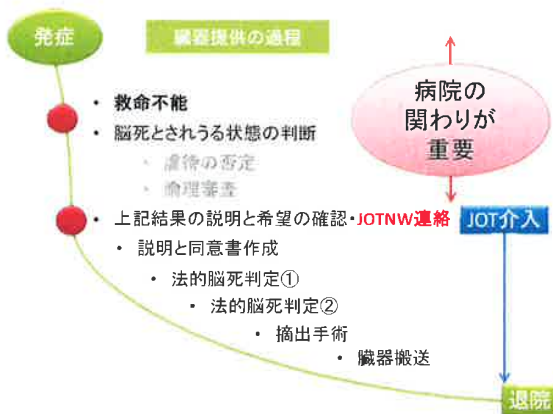 発症
臓器提供の過程
病院の
関わりが
重要
・ 救命不能
・ 脳死とされうる状態の判断
・ 虐待の否定
・ 倫理審査
・ 上記結果の説明と希望の確認・JOTNW連絡
JOT介入
・ 説明と同意書作成
・ 法的脳死判定①
・ 法的脳死判定②
・ 摘出手術
・ 臓器搬送
退院